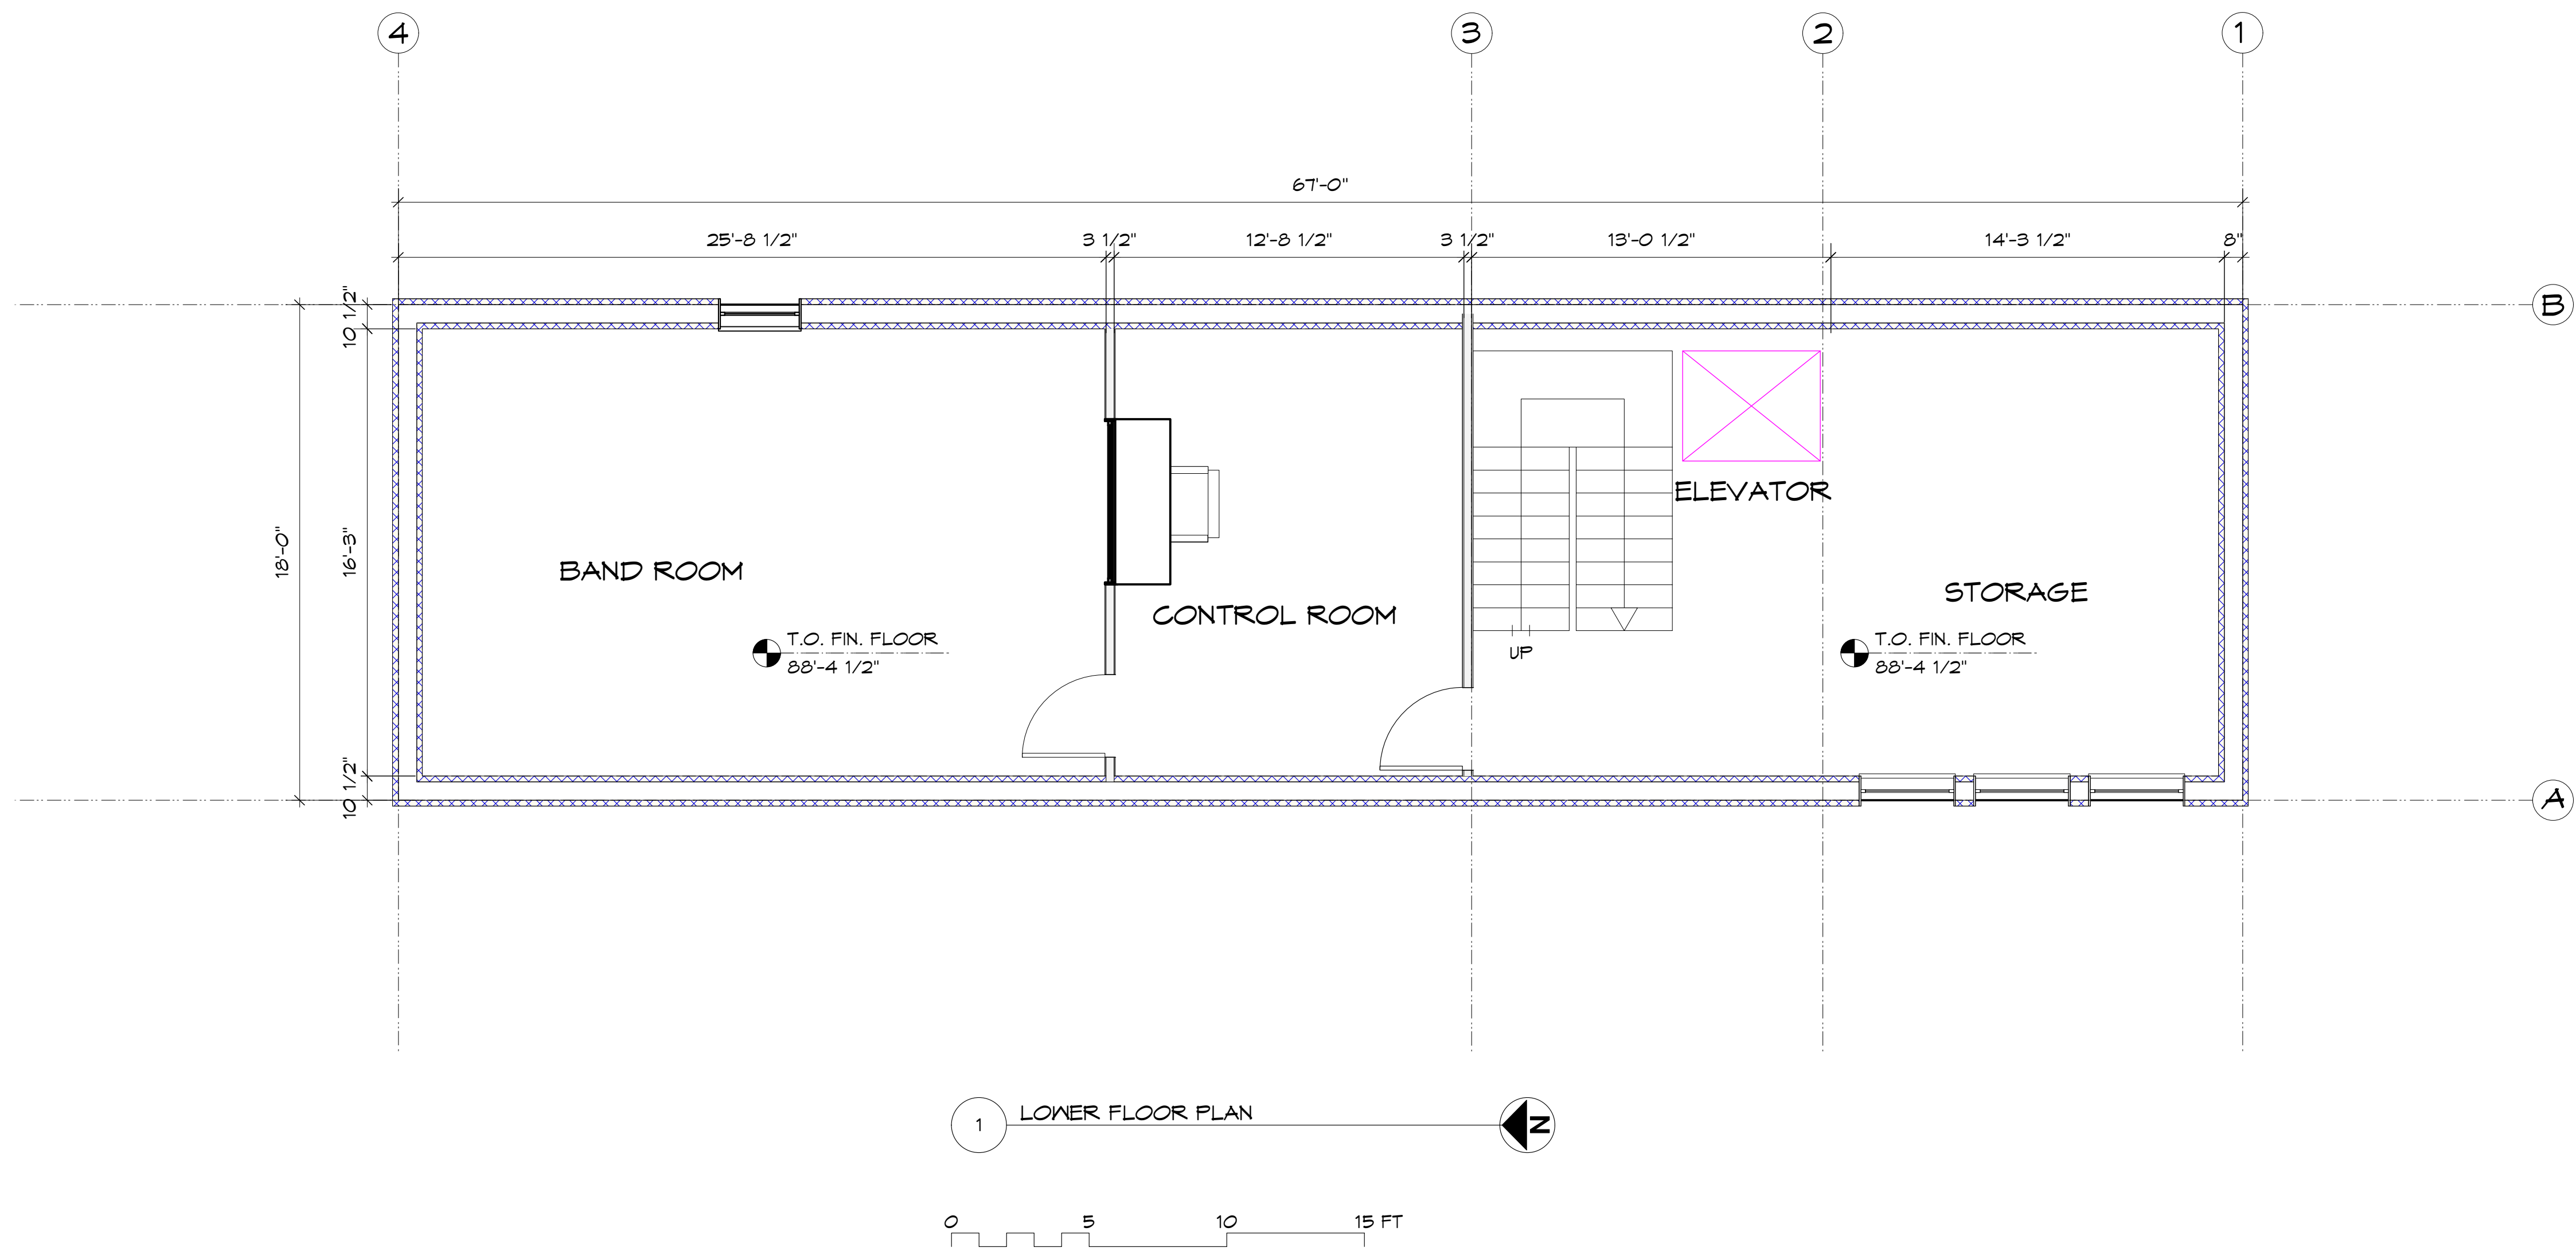 4
3
2
1
67'-0"
25'-8 1/2"
3 1/2"
12'-8 1/2"
3 1/2"
13'-0 1/2"
14'-3 1/2"
8"
10 1/2"
B
18'-0"
16'-3"
ELEVATOR
BAND ROOM
STORAGE
CONTROL ROOM
T.O. FIN. FLOOR
88'-4 1/2"
UP
T.O. FIN. FLOOR
88'-4 1/2"
10 1/2"
A
1
LOWER FLOOR PLAN
N
0 5 10 15 FT